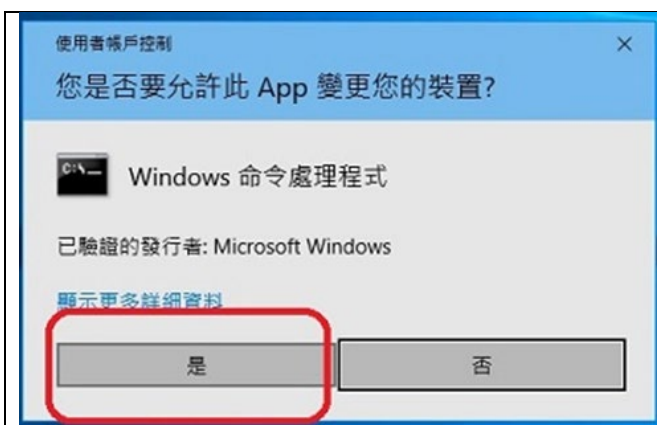 使用者帳戶控制
您是否要允許此 App 變更您的裝置?
C:\_
Windows 命令處理程式
已驗證的發行者: Microsoft Windows
顯示更多詳細資料
是
否